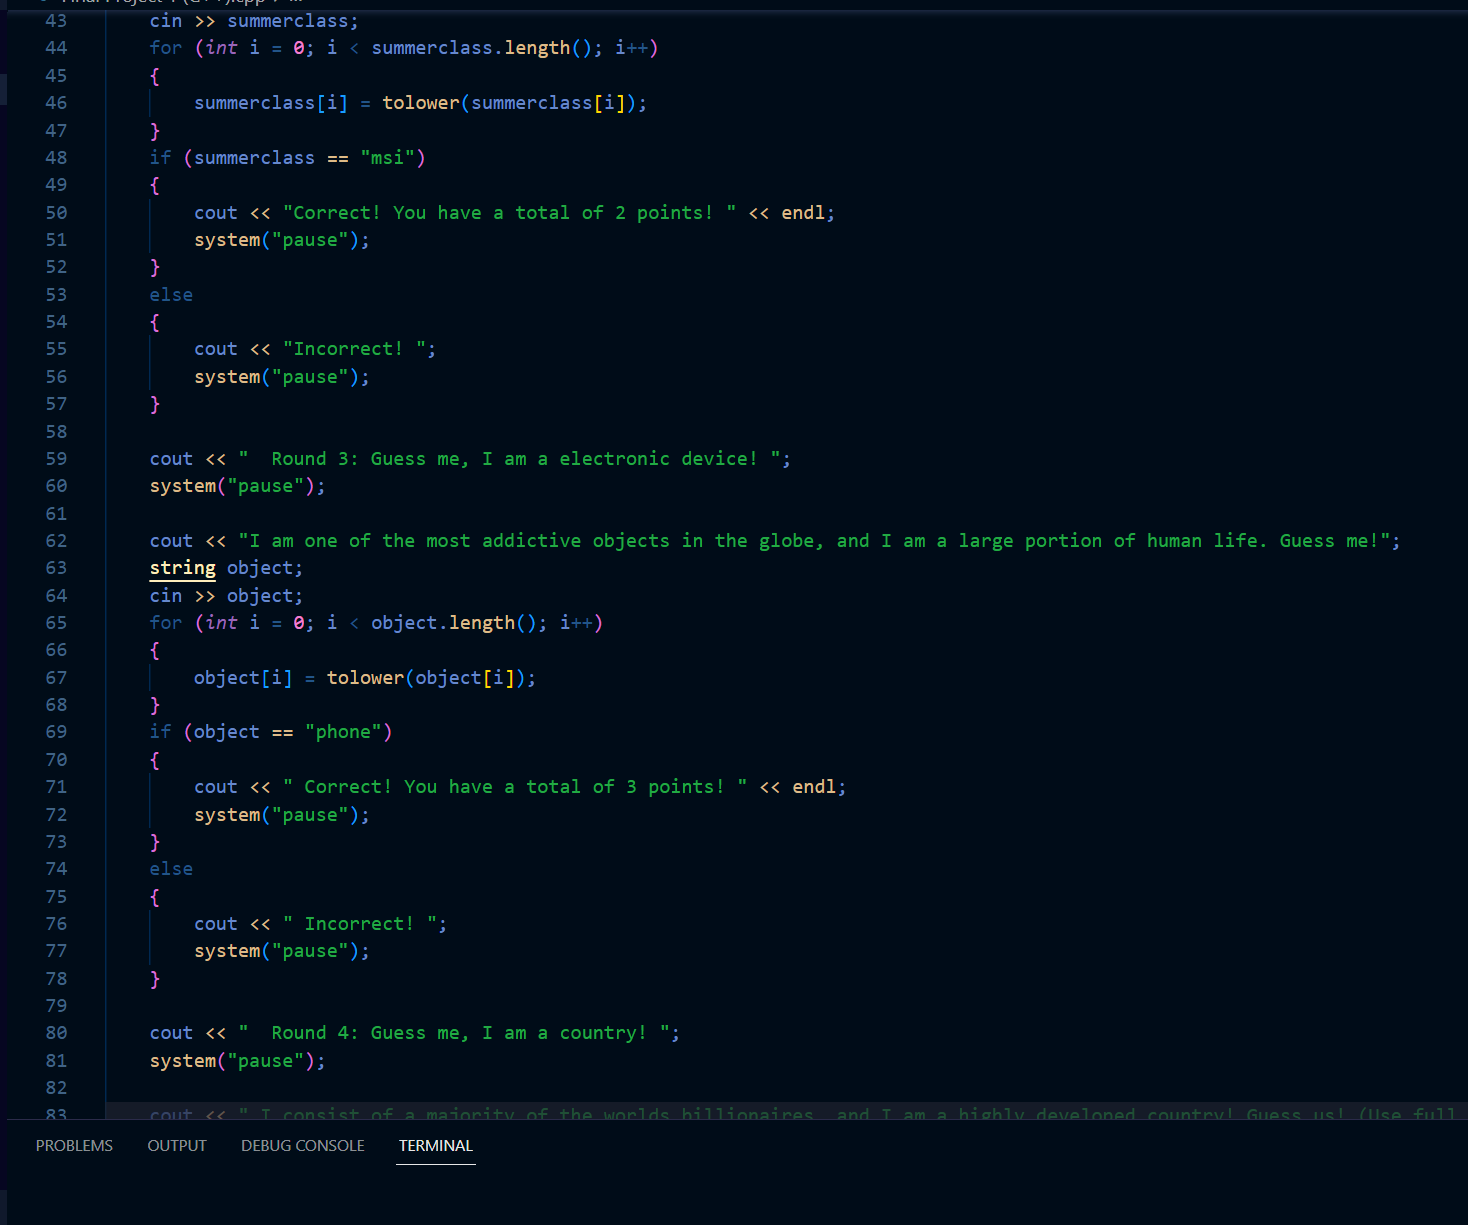 43 cin >> summerclass;
44 for (int i = 0; i < summerclass.length(); i++)
45 {
46 summerclass[i] = tolower(summerclass[i]);
47 }
48 if (summerclass == "msi")
49 {
50 cout << "Correct! You have a total of 2 points! " << endl;
51 system("pause");
52 }
53 else
54 {
55 cout << "Incorrect! ";
56 system("pause");
57 }
58
59 cout << "  Round 3: Guess me, I am a electronic device! ";
60 system("pause");
61
62 cout << "I am one of the most addictive objects in the globe, and I am a large portion of human life. Guess me!";
63 string object;
64 cin >> object;
65 for (int i = 0; i < object.length(); i++)
66 {
67 object[i] = tolower(object[i]);
68 }
69 if (object == "phone")
70 {
71 cout << " Correct! You have a total of 3 points! " << endl;
72 system("pause");
73 }
74 else
75 {
76 cout << " Incorrect! ";
77 system("pause");
78 }
79
80 cout << "  Round 4: Guess me, I am a country! ";
81 system("pause");
82
83 cout << " I consist of a majority of the worlds billionaires, and I am a highly developed country! Guess us! (Use full
PROBLEMS OUTPUT DEBUG CONSOLE TERMINAL